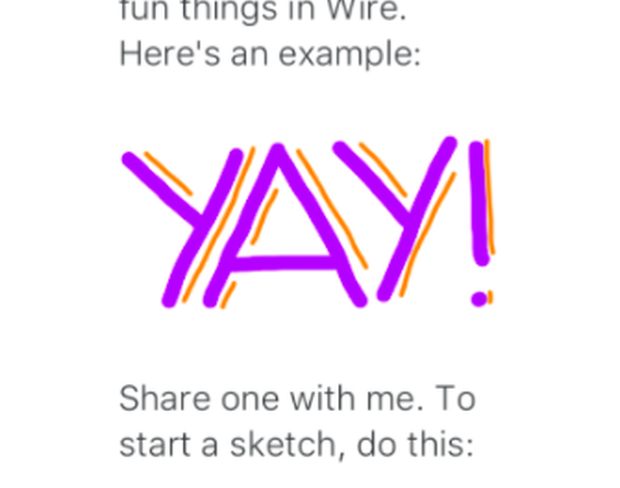 fun things in Wire.
Here's an example:
YAY!
Share one with me. To
start a sketch, do this: